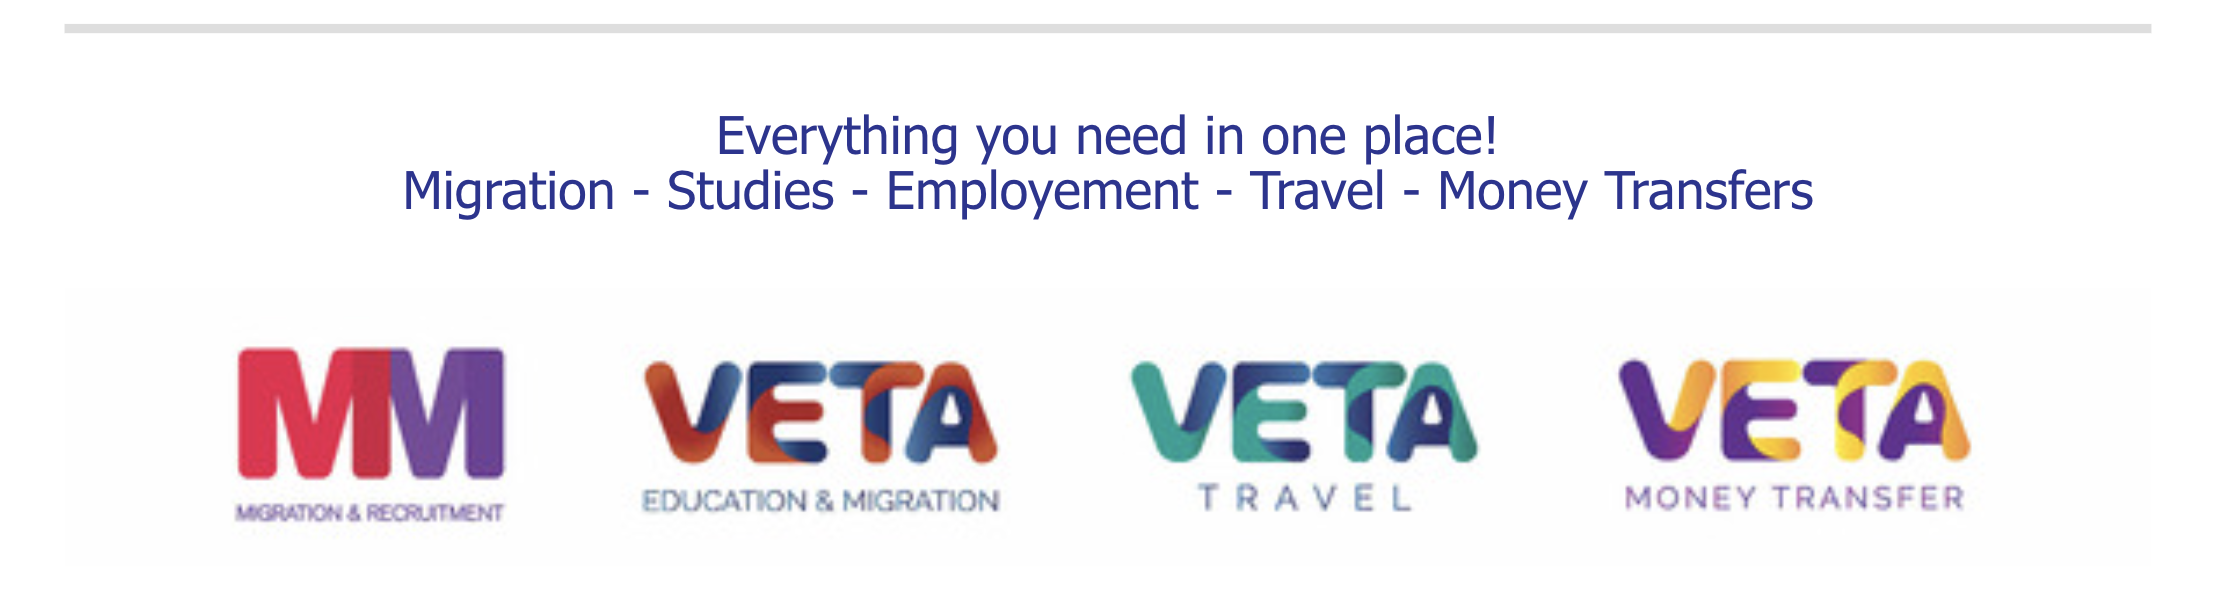 Everything you need in one place!
Migration - Studies - Employement - Travel - Money Transfers
MM
MIGRATION & RECRUITMENT
VETA
EDUCATION & MIGRATION
VETA
TRAVEL
VETA
MONEY TRANSFER